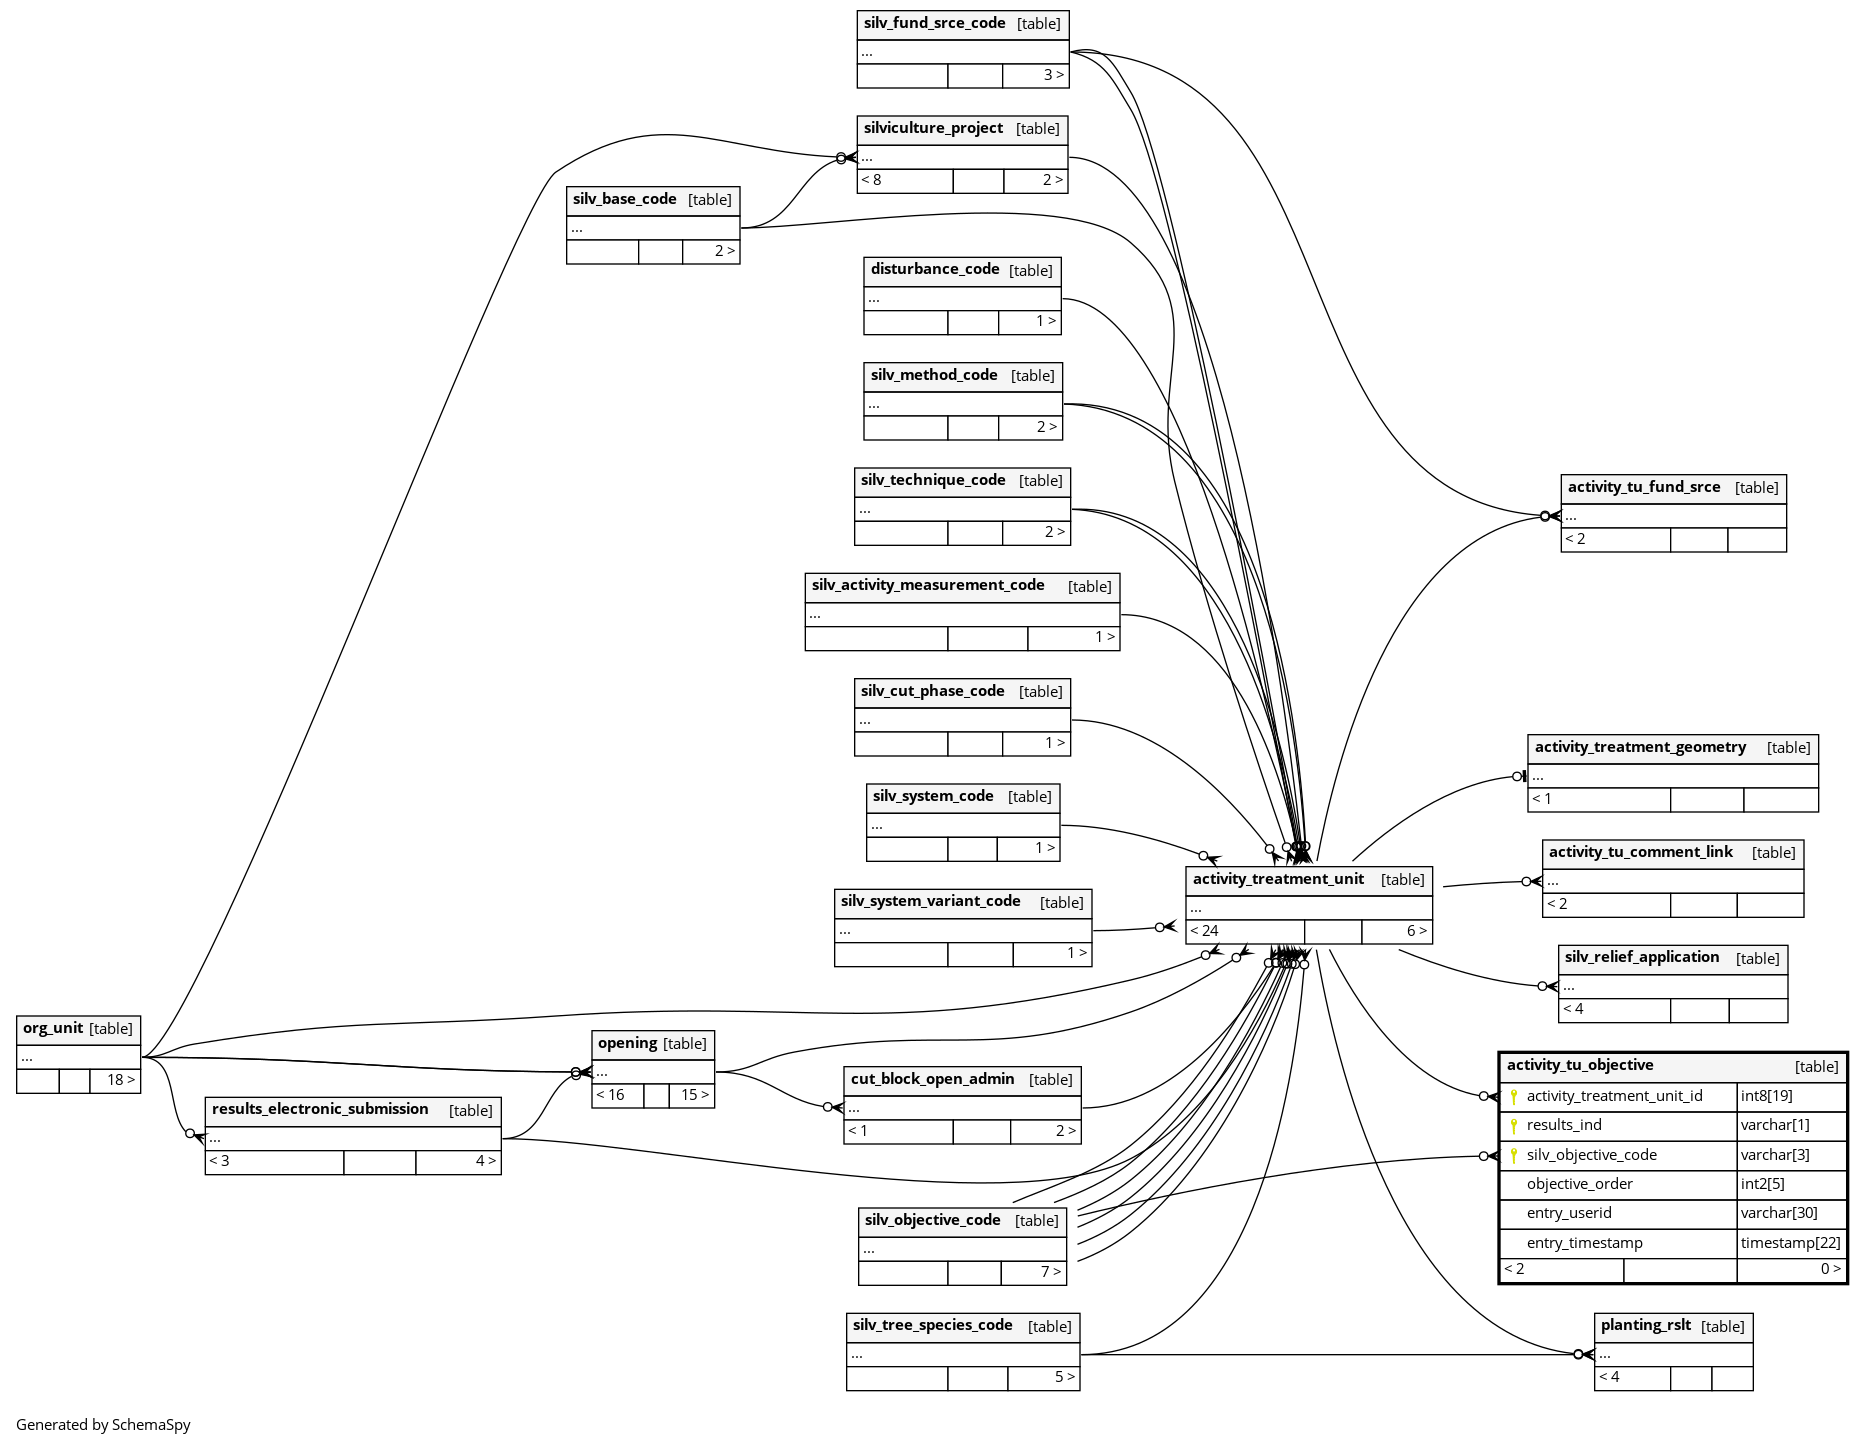 silv_fund_srce_code [table]
...
3 >
silviculture_project [table]
...
< 8 2 >
silv_base_code [table]
...
2 >
disturbance_code [table]
...
1 >
silv_method_code [table]
...
2 >
silv_technique_code [table]
...
2 >
activity_tu_fund_srce [table]
...
< 2
silv_activity_measurement_code [table]
...
1 >
silv_cut_phase_code [table]
...
1 >
activity_treatment_geometry [table]
...
< 1
silv_system_code [table]
...
1 >
activity_tu_comment_link [table]
...
< 2
activity_treatment_unit [table]
...
< 24 6 >
silv_system_variant_code [table]
...
1 >
silv_relief_application [table]
...
< 4
org_unit [table]
...
18 >
opening [table]
...
< 16 15 >
cut_block_open_admin [table]
...
< 1 2 >
results_electronic_submission [table]
...
< 3 4 >
activity_tu_objective [table]
activity_treatment_unit_id int8[19]
results_ind varchar[1]
silv_objective_code varchar[3]
objective_order int2[5]
entry_userid varchar[30]
entry_timestamp timestamp[22]
< 2 0 >
silv_objective_code [table]
...
7 >
silv_tree_species_code [table]
...
5 >
planting_rslt [table]
...
< 4
Generated by SchemaSpy